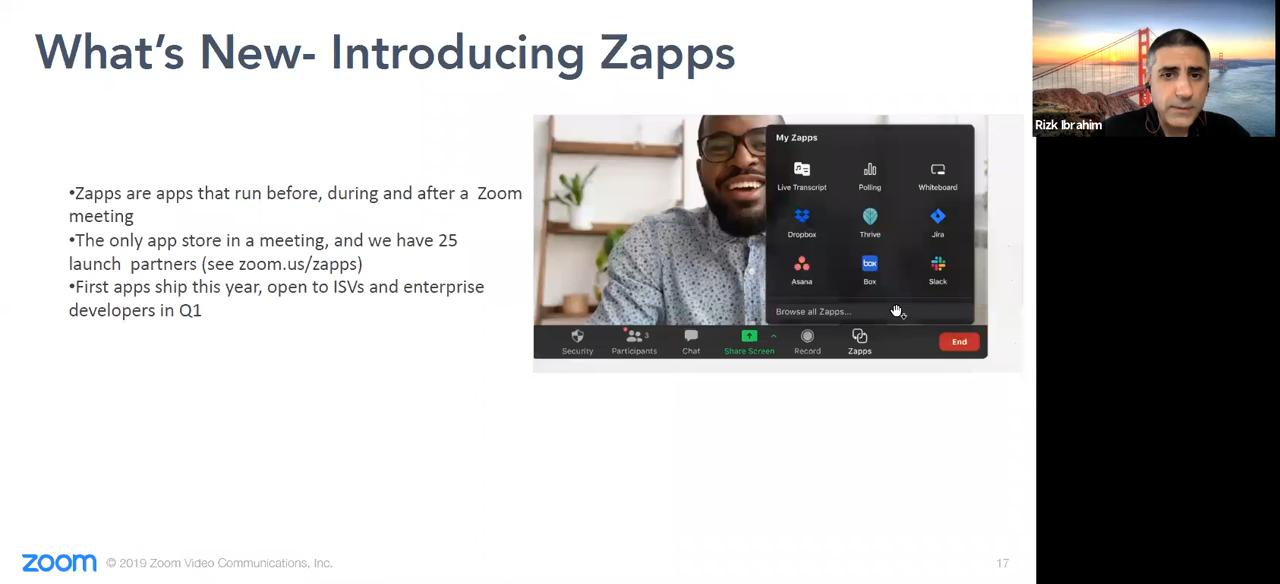 What's New- Introducing Zapps
Rizk Ibrahim
•Zapps are apps that run before, during and after a Zoom
meeting
•The only app store in a meeting, and we have 25
launch partners (see zoom.us/zapps)
•First apps ship this year, open to ISVs and enterprise
developers in Q1
My Zapps
Live Transcript Polling Whiteboard
Dropbox Thrive Jira
box
Asana Box Slack
Browse all Zapps...
3
Security Participants Chat Share Screen Record Zapps End
zoom © 2019 Zoom Video Communications, Inc. 17